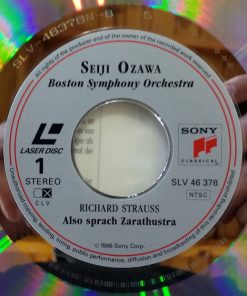 SLV-46378N-8
All rights of the producer and of the owner of the recorded work reserved
SEIJI OZAWA
Boston Symphony Orchestra
LASER DISC
1
STEREO
CX
CLV
SONY
CLASSICAL
SLV 46 378
NTSC
RICHARD STRAUSS
Also sprach Zarathustra
© 1986 Sony Corp.
Unauthorized copying, lending, hiring, public performance, diffusion and broadcasting of this recording prohibited